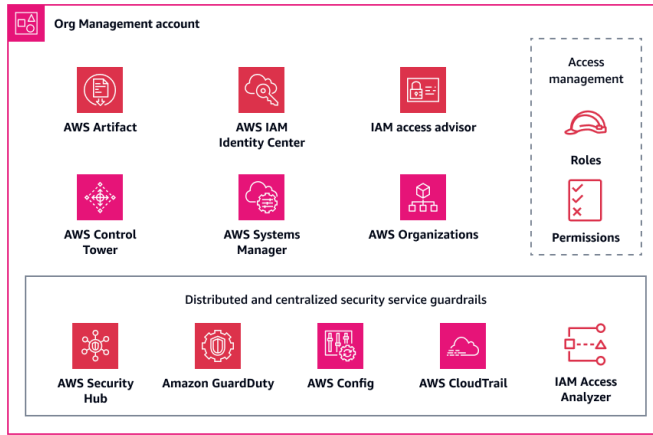 Org Management account
AWS Artifact
AWS IAM
Identity Center
IAM access advisor
Access
management
Roles
Permissions
AWS Control
Tower
AWS Systems
Manager
AWS Organizations
Distributed and centralized security service guardrails
AWS Security
Hub
Amazon GuardDuty
AWS Config
AWS CloudTrail
IAM Access
Analyzer